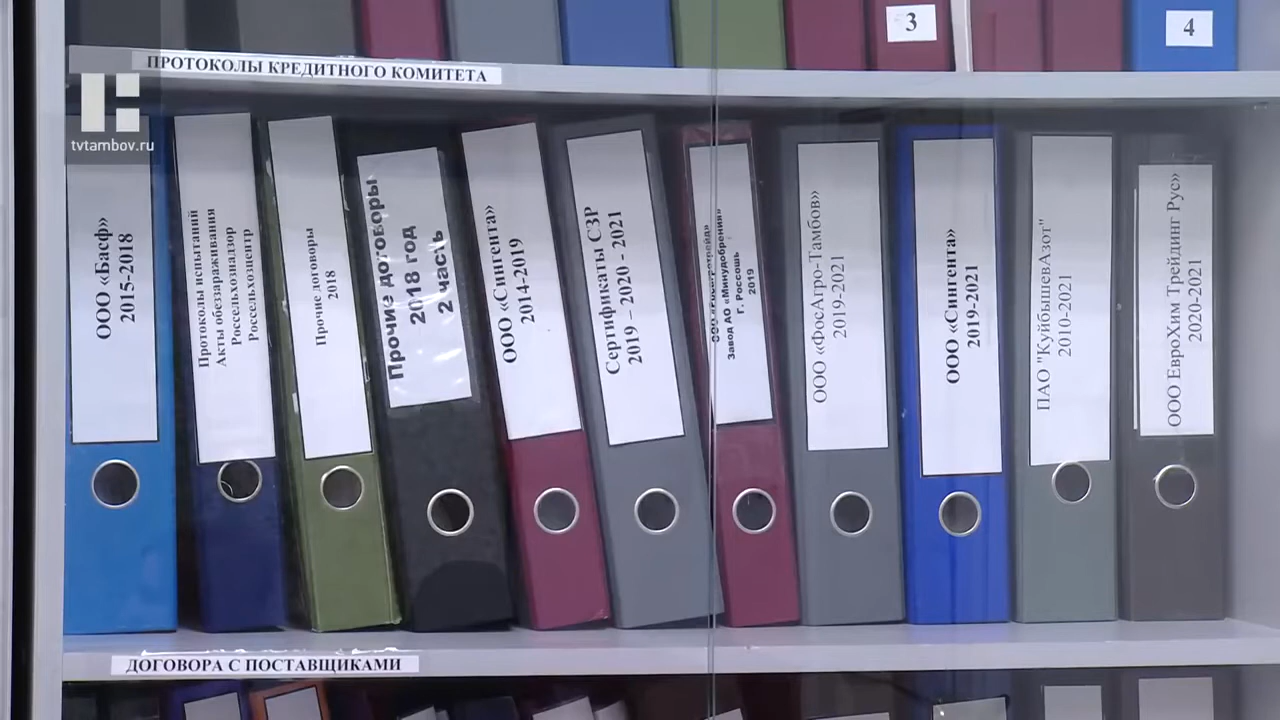 3
4
ПРОТОКОЛЫ КРЕДИТНОГО КОМИТЕТА
tvtambov.ru
ООО «Басф»
2015-2018
Протоколы испытаний
Акты обеззараживания
Россельхознадзор
Россельхозцентр
Прочие договоры
2018
Прочие договоры
2018 год
2 часть
ООО «Сингента»
2014-2019
Сертификаты СЗР
2019 – 2020 - 2021
ООО
Завод АО «Минудобрения»
г. Россошь
2019
ООО «ФосАгро-Тамбов»
2019-2021
ООО «Сингента»
2019-2021
ПАО "КуйбышевАзот"
2010-2021
ООО ЕвроХим Трейдинг Рус»
2020-2021
ДОГОВОРА С ПОСТАВЩИКАМИ